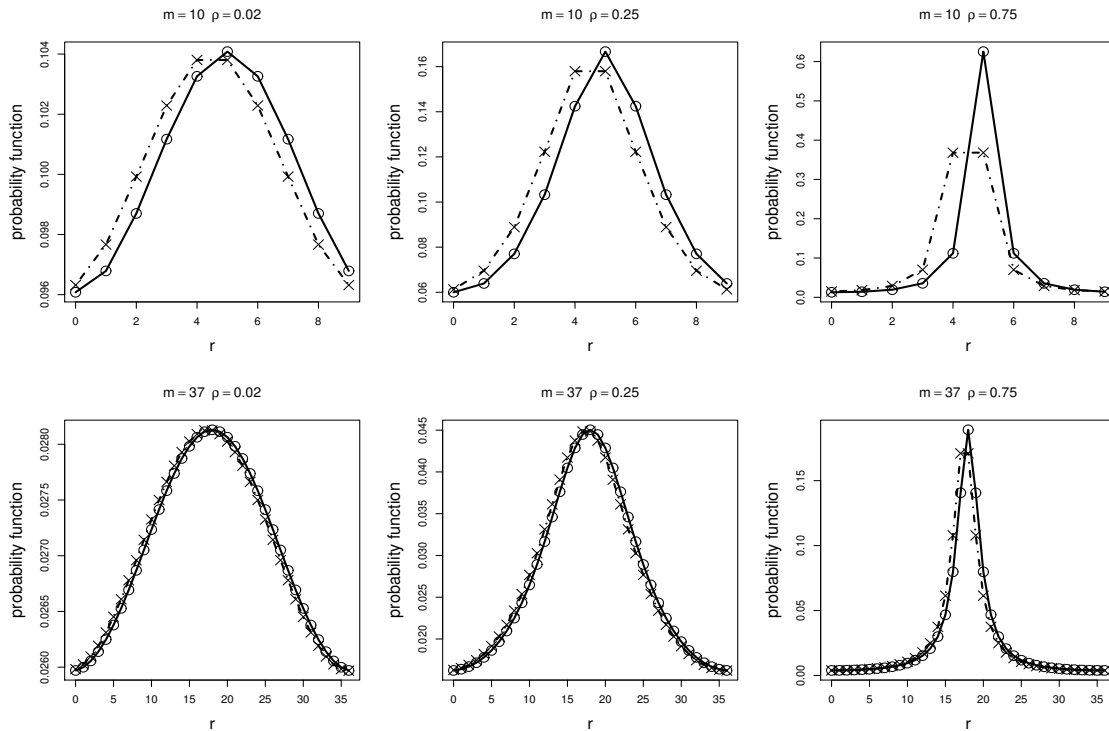 m = 10 ρ = 0.02
probability function
0.096 0.098 0.100 0.102 0.104
0 2 4 6 8
r
m = 10 ρ = 0.25
probability function
0.06 0.08 0.10 0.12 0.14 0.16
0 2 4 6 8
r
m = 10 ρ = 0.75
probability function
0.0 0.1 0.2 0.3 0.4 0.5 0.6
0 2 4 6 8
r
m = 37 ρ = 0.02
probability function
0.0260 0.0265 0.0270 0.0275 0.0280
0 5 10 15 20 25 30 35
r
m = 37 ρ = 0.25
probability function
0.020 0.025 0.030 0.035 0.040 0.045
0 5 10 15 20 25 30 35
r
m = 37 ρ = 0.75
probability function
0.00 0.05 0.10 0.15
0 5 10 15 20 25 30 35
r